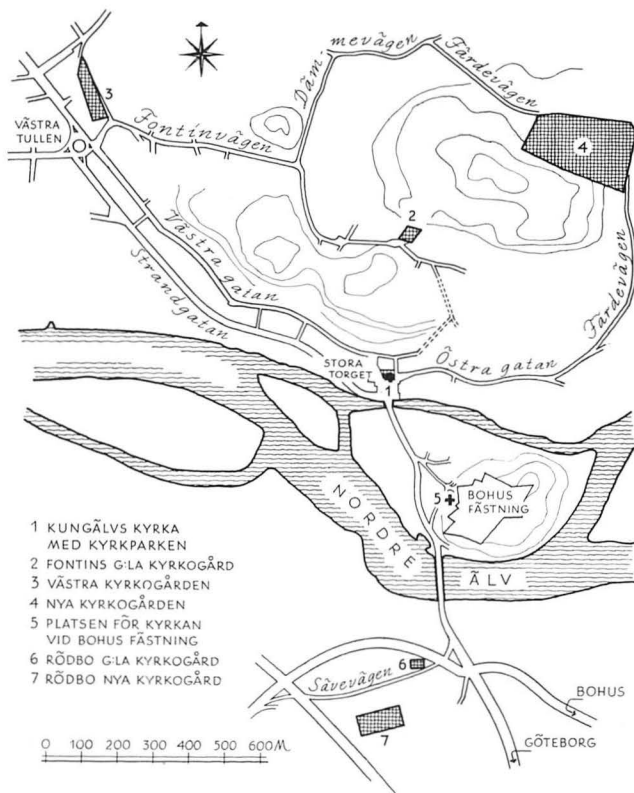 Däm-
mevägen
Färdevägen
3
VÄSTRA
TULLEN
Fontinvägen
4
2
Västra gatan
Strandgatan
Färdevägen
STORA
TORGET
Östra gatan
1
5
BOHUS
FÄSTNING
NORDRE
ÄLV
1 KUNGÄLVS KYRKA
MED KYRKPARKEN
2 FONTINS G:LA KYRKOGÅRD
3 VÄSTRA KYRKOGÅRDEN
4 NYA KYRKOGÅRDEN
5 PLATSEN FÖR KYRKAN
VID BOHUS FÄSTNING
6 RÖDBO G:LA KYRKOGÅRD
7 RÖDBO NYA KYRKOGÅRD
6
Sävevägen
7
BOHUS
GÖTEBORG
0 100 200 300 400 500 600M